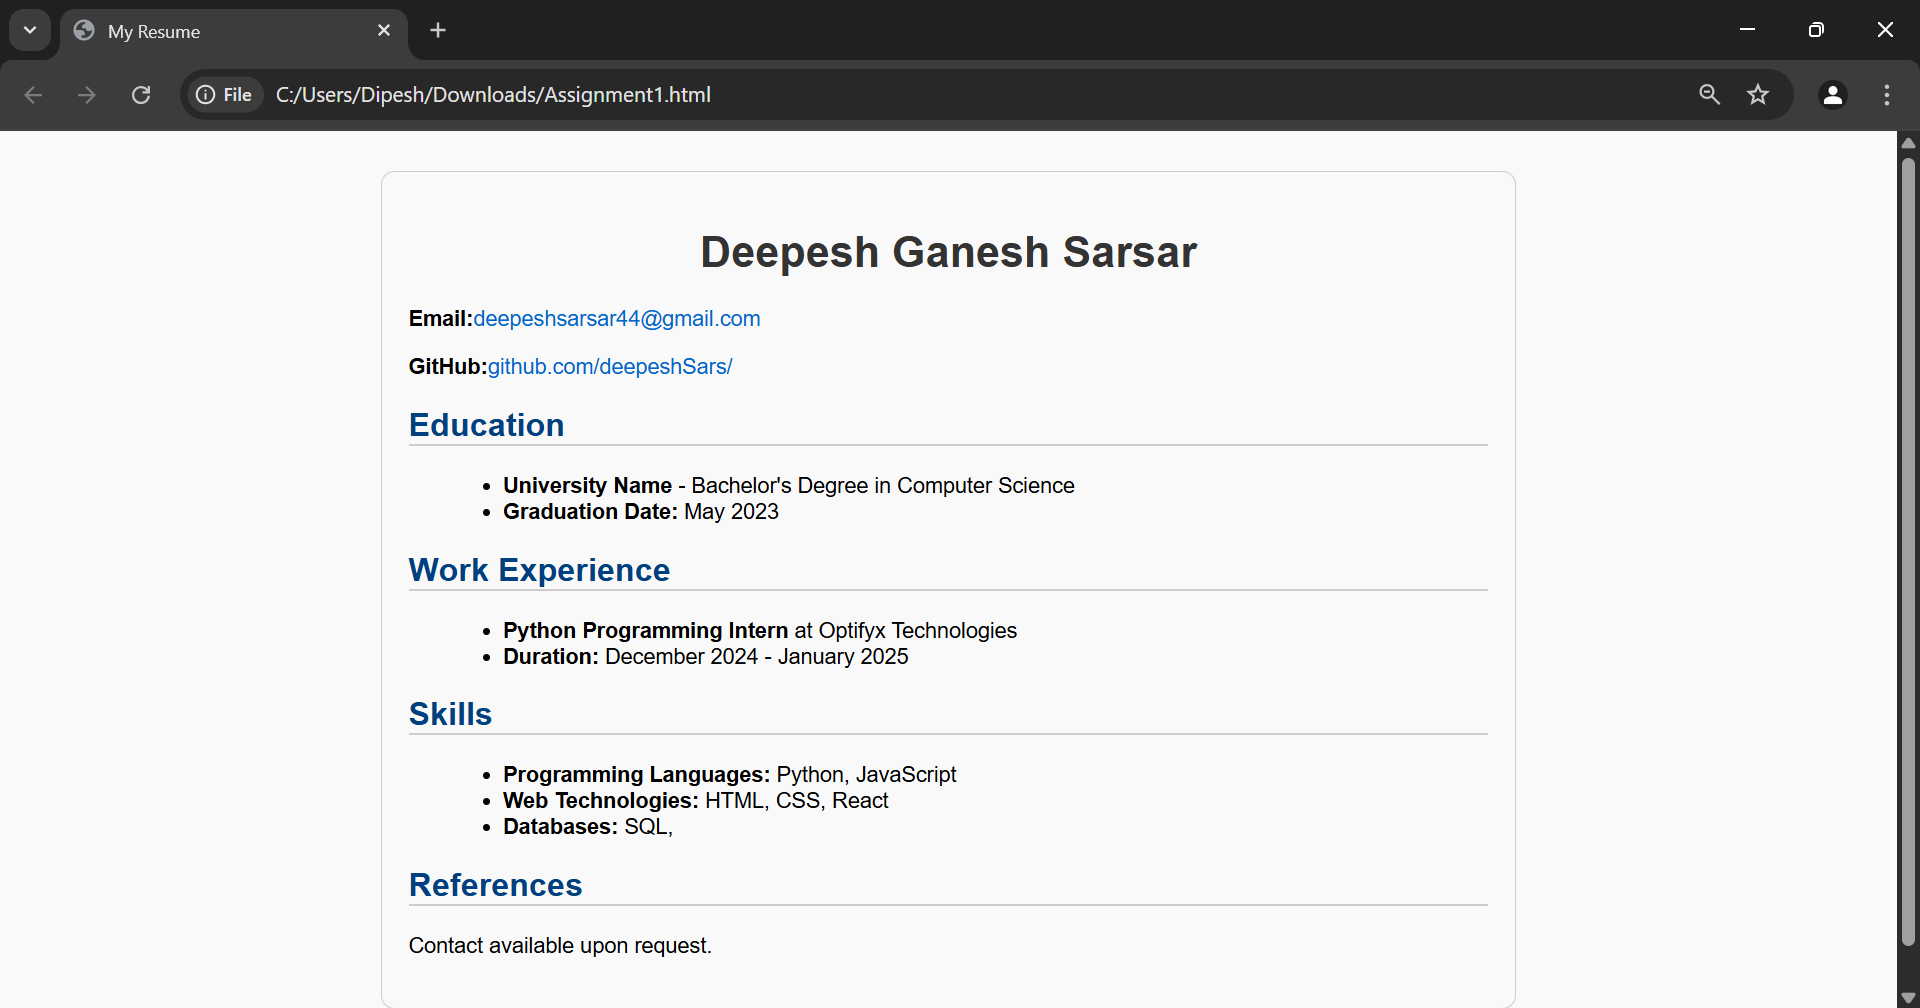 My Resume
File
C:/Users/Dipesh/Downloads/Assignment1.html
Deepesh Ganesh Sarsar
Email:deepeshsarsar44@gmail.com
GitHub:github.com/deepeshSars/
Education
• University Name - Bachelor's Degree in Computer Science
• Graduation Date: May 2023
Work Experience
• Python Programming Intern at Optifyx Technologies
• Duration: December 2024 - January 2025
Skills
• Programming Languages: Python, JavaScript
• Web Technologies: HTML, CSS, React
• Databases: SQL,
References
Contact available upon request.